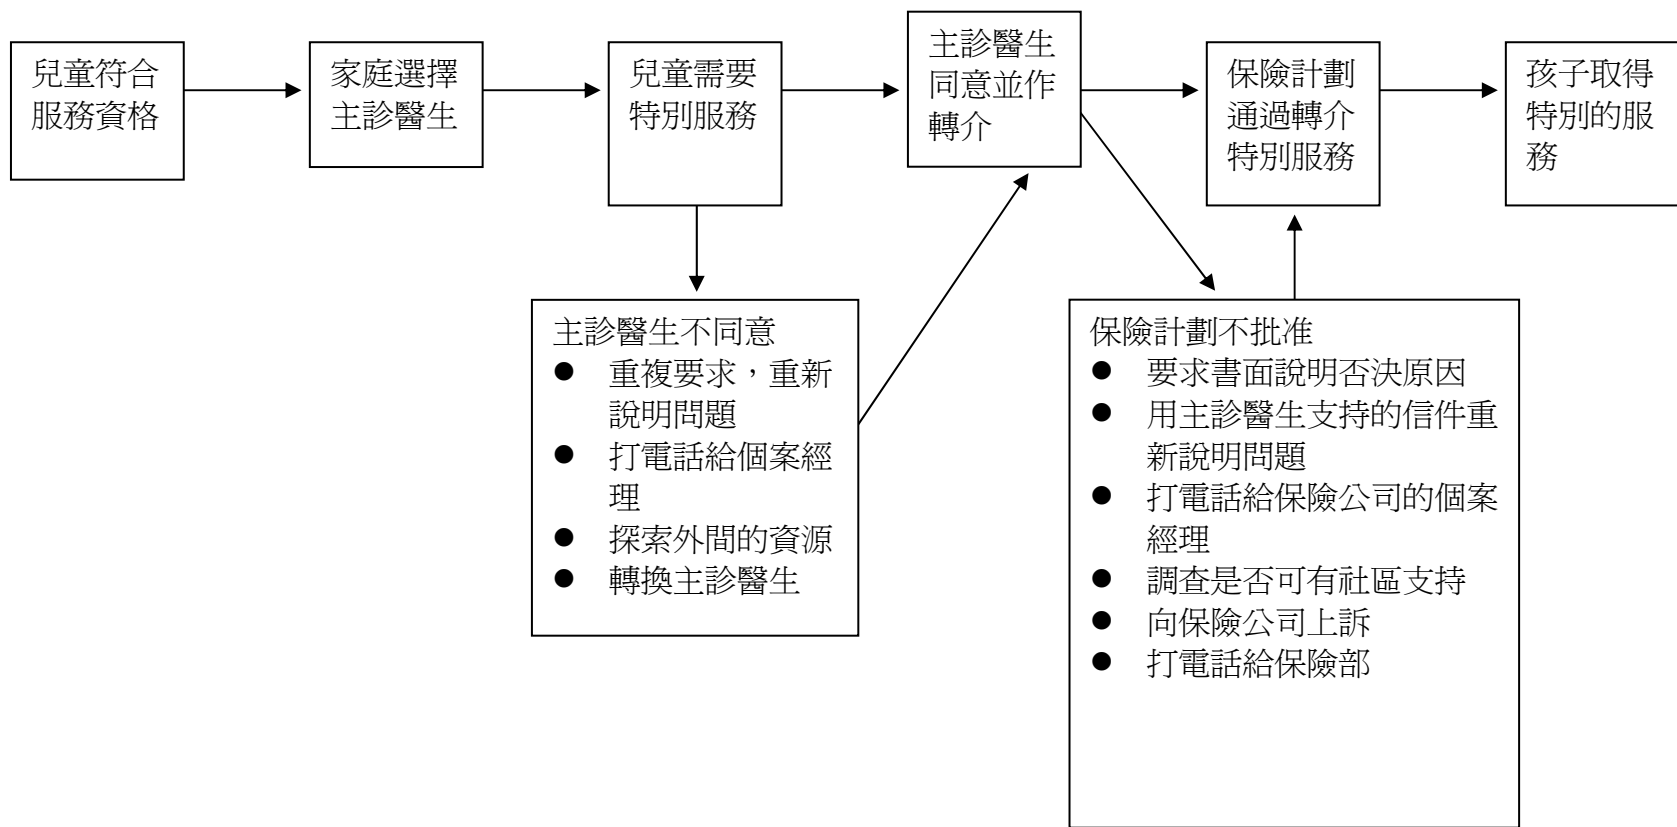 兒童符合
服務資格
家庭選擇
主診醫生
兒童需要
特別服務
主診醫生
同意並作
轉介
保險計劃
通過轉介
特別服務
孩子取得
特別的服
務
主診醫生不同意
● 重複要求，重新
說明問題
● 打電話給個案經
理
● 探索外間的資源
● 轉換主診醫生
保險計劃不批准
● 要求書面說明否決原因
● 用主診醫生支持的信件重
新說明問題
● 打電話給保險公司的個案
經理
● 調查是否可有社區支持
● 向保險公司上訴
● 打電話給保險部